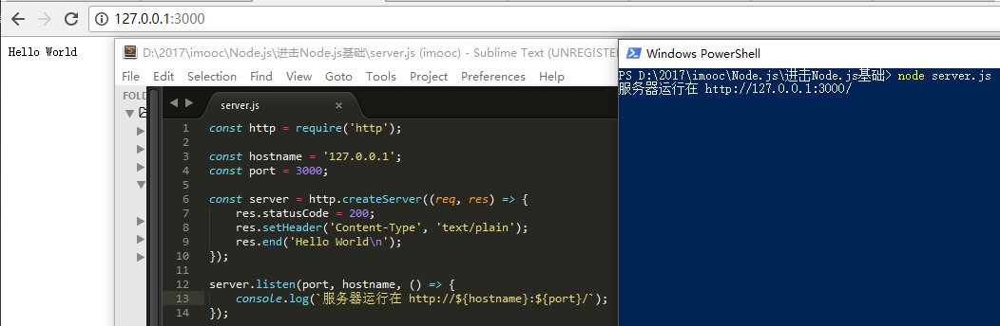 127.0.0.1:3000
Hello World
D:\2017\imooc\Node.js\进击Node.js基础\server.js (imooc) - Sublime Text (UNREGISTE
File Edit Selection Find View Goto Tools Project Preferences Help
FOLD
server.js
1 const http = require('http');
2
3 const hostname = '127.0.0.1';
4 const port = 3000;
5
6 const server = http.createServer((req, res) => {
7 res.statusCode = 200;
8 res.setHeader('Content-Type', 'text/plain');
9 res.end('Hello World\n');
10 });
11
12 server.listen(port, hostname, () => {
13 console.log(`服务器运行在 http://${hostname}:${port}/`);
14 });
Windows PowerShell
PS D:\2017\imooc\Node.js\进击Node.js基础> node server.js
服务器运行在 http://127.0.0.1:3000/